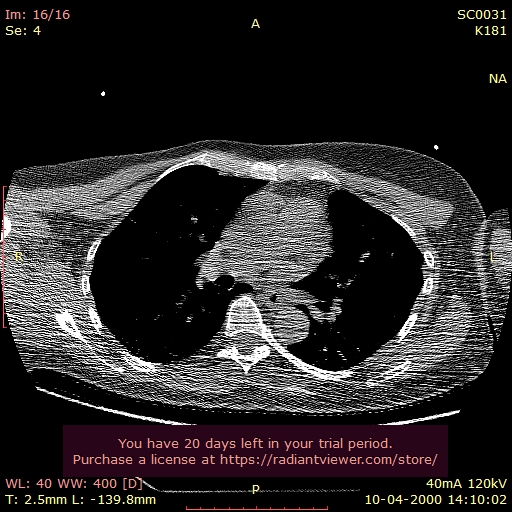 Im: 16/16
Se: 4
A
SC0031
K181
NA
R
L
You have 20 days left in your trial period.
Purchase a license at https://radiantviewer.com/store/
WL: 40 WW: 400 [D]
T: 2.5mm L: -139.8mm
P
40mA 120kV
10-04-2000 14:10:02